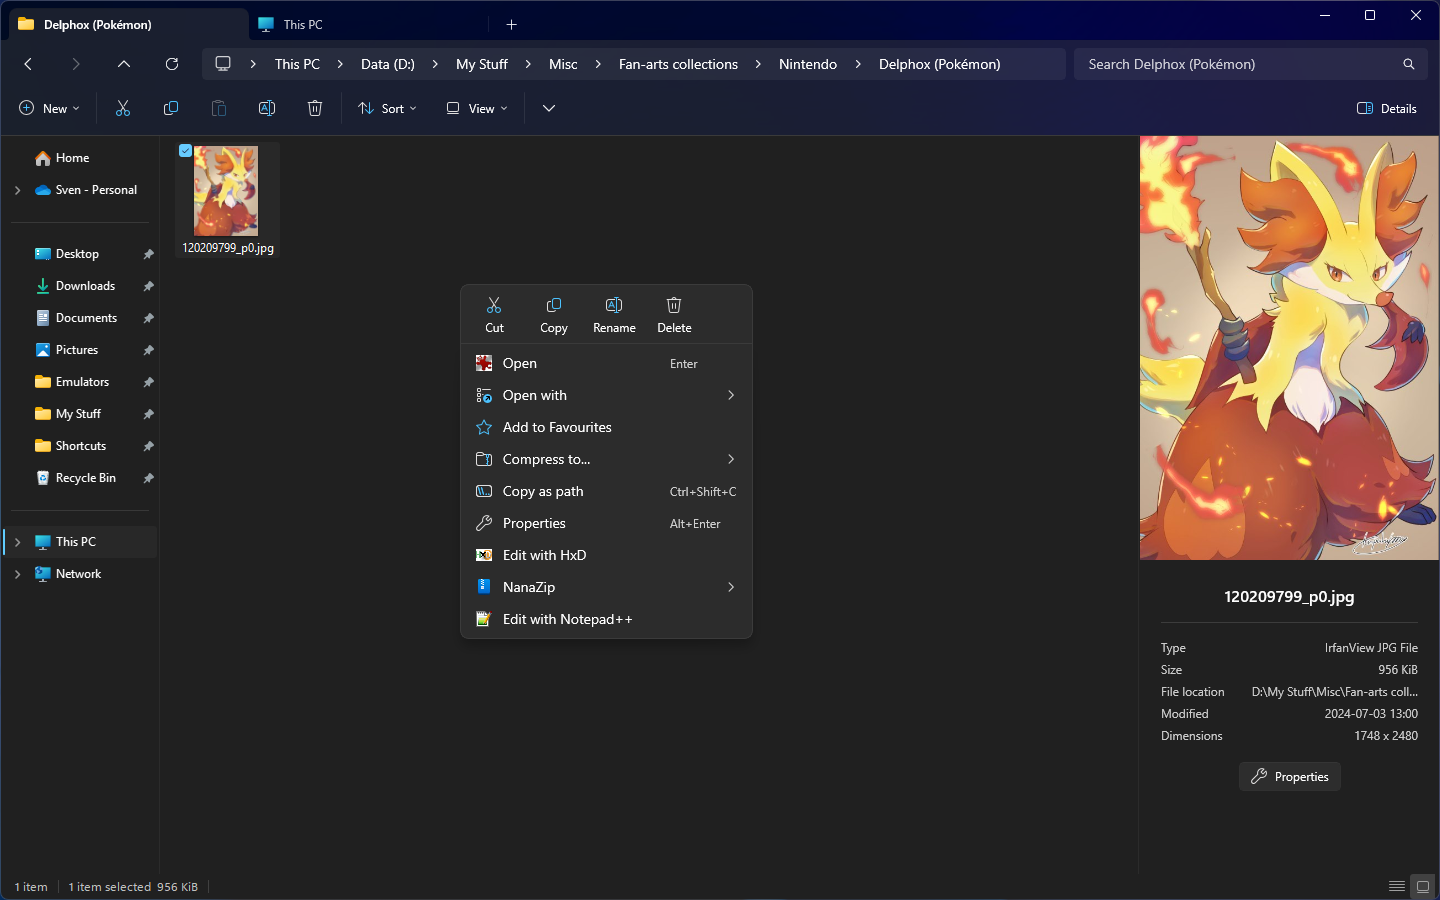 Delphox (Pokémon)
This PC
This PC
Data (D:)
My Stuff
Misc
Fan-arts collections
Nintendo
Delphox (Pokémon)
Search Delphox (Pokémon)
New
Sort
View
Details
Home
Sven - Personal
Desktop
Downloads
Documents
Pictures
Emulators
My Stuff
Shortcuts
Recycle Bin
This PC
Network
120209799_p0.jpg
Cut
Copy
Rename
Delete
Open Enter
Open with
Add to Favourites
Compress to...
Copy as path Ctrl+Shift+C
Properties Alt+Enter
Edit with HxD
NanaZip
Edit with Notepad++
120209799_p0.jpg
Type IrfanView JPG File
Size 956 KiB
File location D:\My Stuff\Misc\Fan-arts coll...
Modified 2024-07-03 13:00
Dimensions 1748 x 2480
Properties
1 item
1 item selected 956 KiB